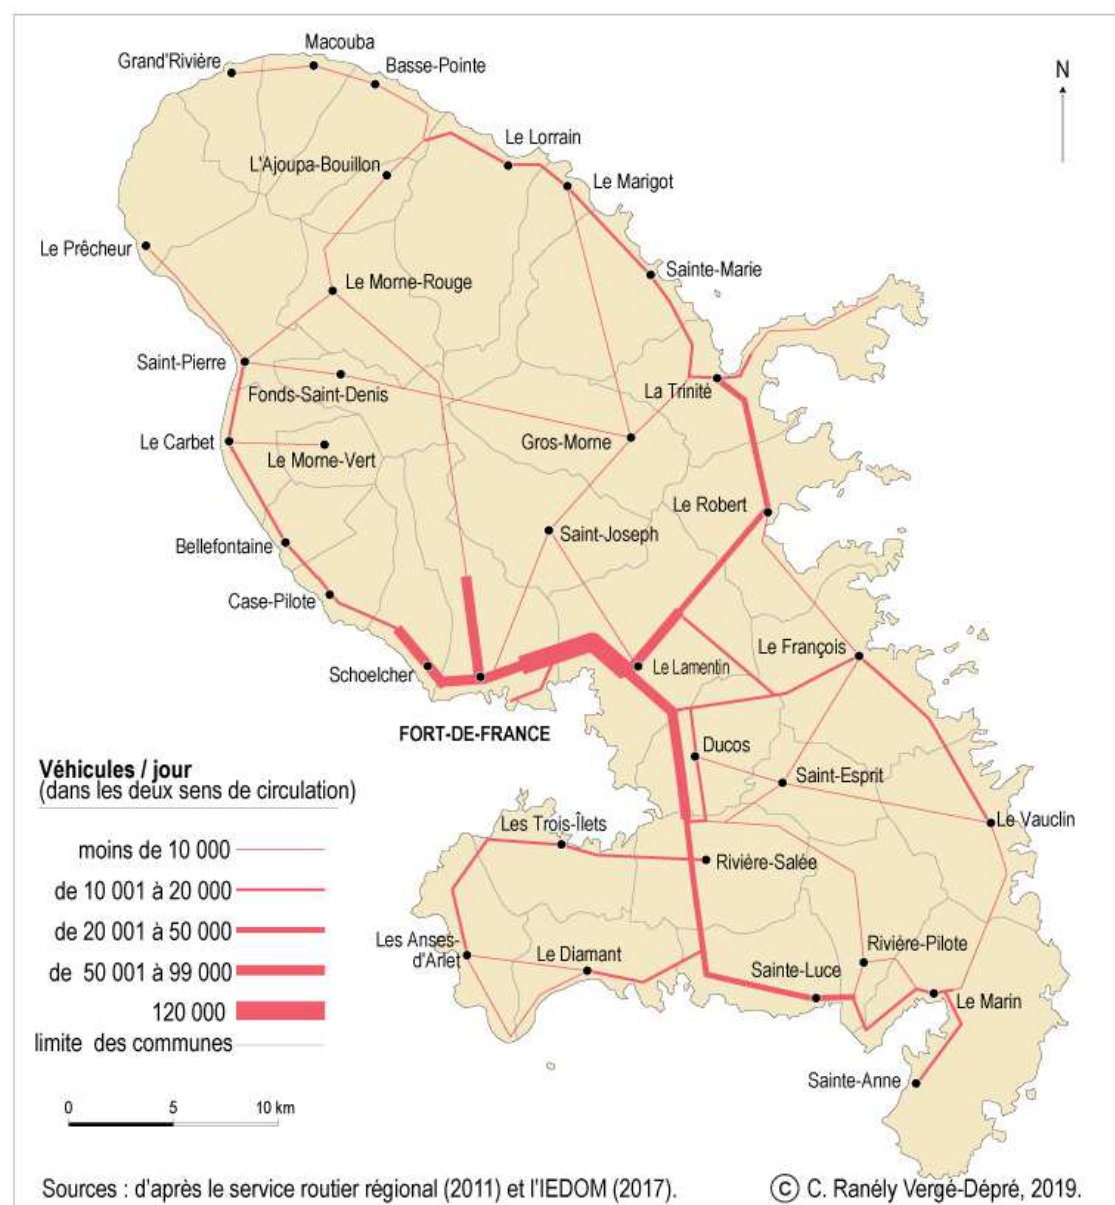 Macouba
Grand'Rivière
Basse-Pointe
N
Le Lorrain
L'Ajoupa-Bouillon
Le Marigot
Le Prêcheur
Sainte-Marie
Le Morne-Rouge
Saint-Pierre
Fonds-Saint-Denis
La Trinité
Le Carbet
Gros-Morne
Le Morne-Vert
Le Robert
Saint-Joseph
Bellefontaine
Case-Pilote
Le François
Schoelcher
Le Lamentin
FORT-DE-FRANCE
Ducos
Véhicules / jour
(dans les deux sens de circulation)
Saint-Esprit
Les Trois-Îlets
Le Vauclin
moins de 10 000
Rivière-Salée
de 10 001 à 20 000
de 20 001 à 50 000
Les Anses-
d'Arlet
Le Diamant
Rivière-Pilote
de 50 001 à 99 000
Sainte-Luce
Le Marin
120 000
limite des communes
Sainte-Anne
0 5 10 km
Sources : d'après le service routier régional (2011) et l'IEDOM (2017).
© C. Ranély Vergé-Dépré, 2019.